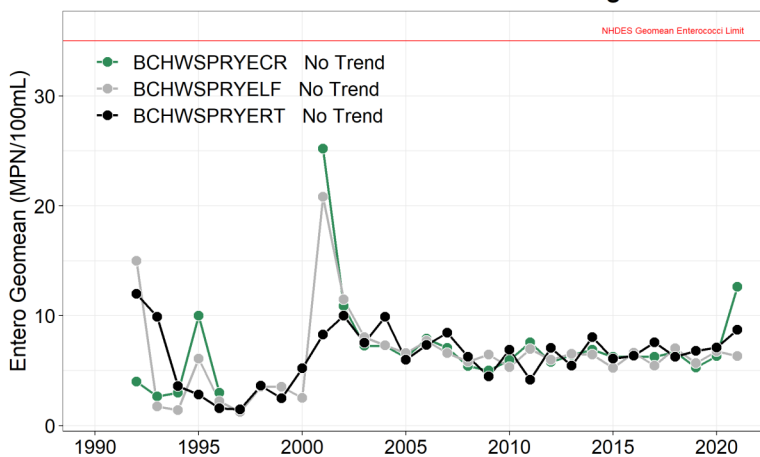 NHDES Geomean Enterococci Limit
BCHWSPRYECR No Trend
BCHWSPRYELF No Trend
BCHWSPRYERT No Trend
Entero Geomean (MPN/100mL)
30
20
10
0
1990 1995 2000 2005 2010 2015 2020